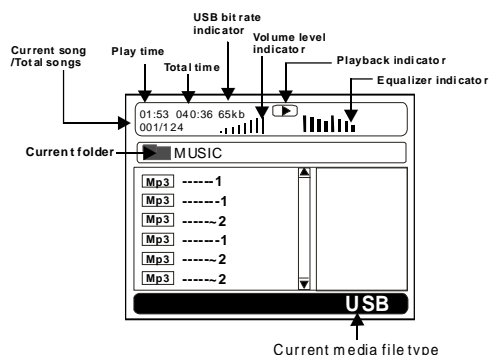 USB bit rate
indicator
Volume level
indicator
Current song
/Total songs
Play time
Total time
Playback indicator
Equalizer indicator
01:53 040:36 65kb
001/124
Current folder
MUSIC
Mp3 ------1
Mp3 -------1
Mp3 -----~2
Mp3 ------1
Mp3 -----~2
Mp3 -----~2
USB
Current media file type